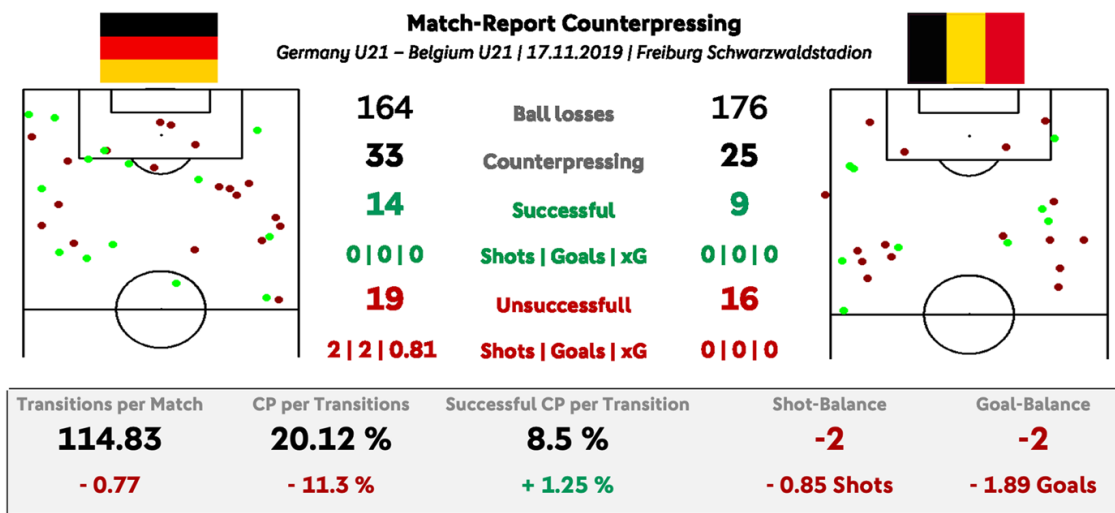 Match-Report Counterpressing
Germany U21 – Belgium U21 | 17.11.2019 | Freiburg Schwarzwaldstadion
164 Ball losses 176
33 Counterpressing 25
14 Successful 9
0|0|0 Shots | Goals | xG 0|0|0
19 Unsuccessfull 16
2|2|0.81 Shots | Goals | xG 0|0|0
Transitions per Match CP per Transitions Successful CP per Transition Shot-Balance Goal-Balance
114.83 20.12 % 8.5 % -2 -2
- 0.77 - 11.3 % + 1.25 % - 0.85 Shots - 1.89 Goals